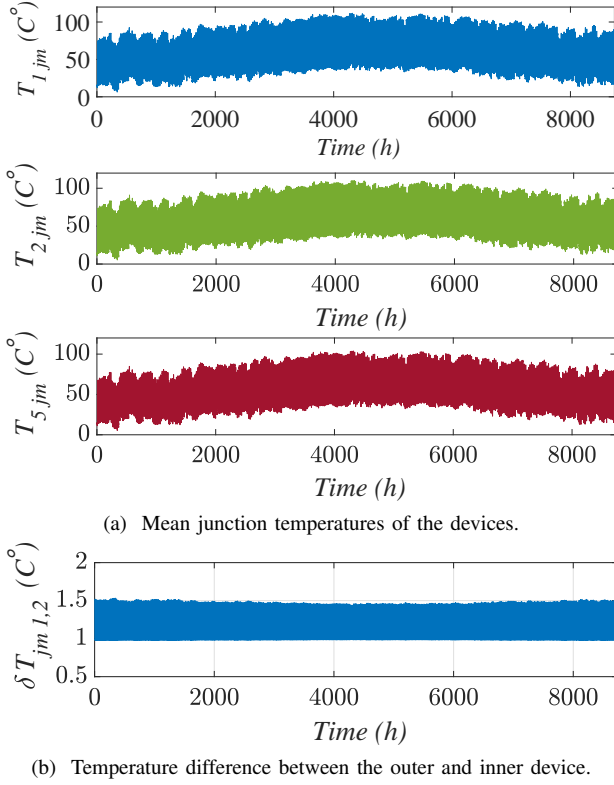 T1 jm (C°)
100
50
0
0 2000 4000 6000 8000
Time (h)
T2 jm (C°)
100
50
0
0 2000 4000 6000 8000
Time (h)
T5 jm (C°)
100
50
0
0 2000 4000 6000 8000
Time (h)
(a) Mean junction temperatures of the devices.
δ Tjm 1,2 (C°)
2
1.5
1
0.5
0 2000 4000 6000 8000
Time (h)
(b) Temperature difference between the outer and inner device.